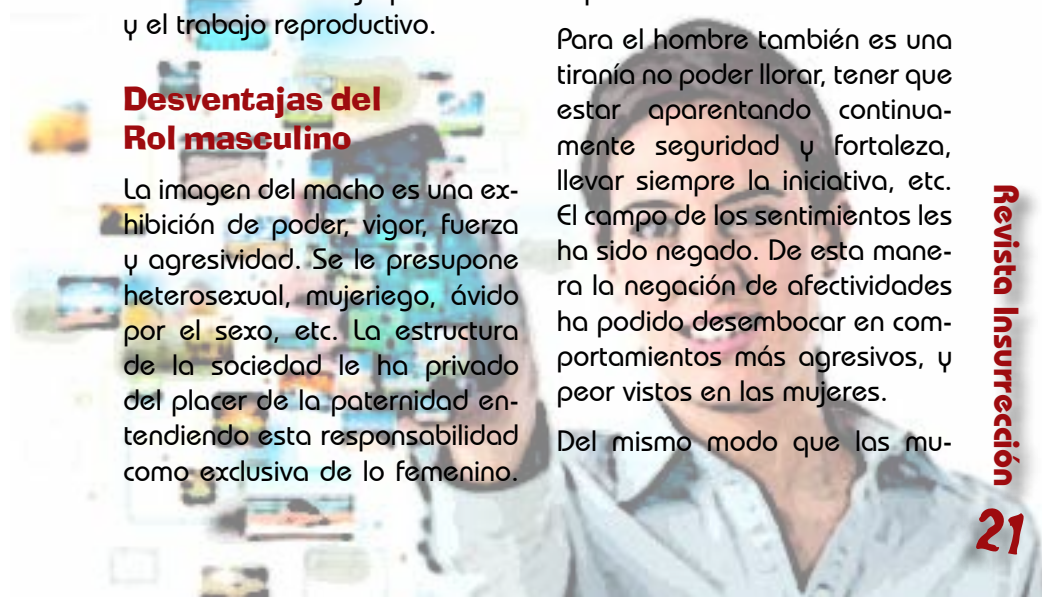 y el trabajo reproductivo.
Desventajas del
Rol masculino
La imagen del macho es una ex-
hibición de poder, vigor, fuerza
y agresividad. Se le presupone
heterosexual, mujeriego, ávido
por el sexo, etc. La estructura
de la sociedad le ha privado
del placer de la paternidad en-
tendiendo esta responsabilidad
como exclusiva de lo femenino.
Para el hombre también es una
tiranía no poder llorar, tener que
estar aparentando continua-
mente seguridad y fortaleza,
llevar siempre la iniciativa, etc.
El campo de los sentimientos les
ha sido negado. De esta mane-
ra la negación de afectividades
ha podido desembocar en com-
portamientos más agresivos, y
peor vistos en las mujeres.
Del mismo modo que las mu-
Revista Insurrección
21